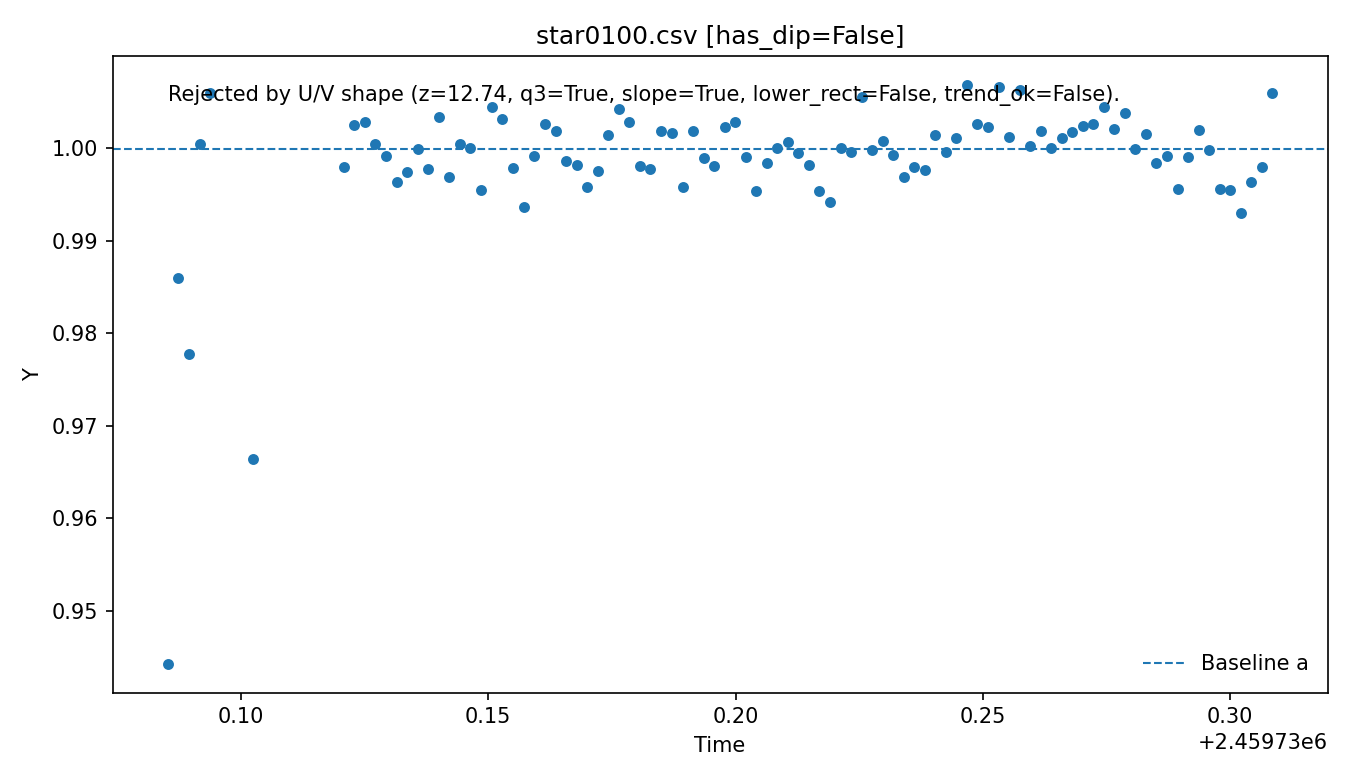 star0100.csv [has_dip=False]
Rejected by U/V shape (z=12.74, q3=True, slope=True, lower_rect=False, trend_ok=False).
1.00
0.99
0.98
0.97
0.96
0.95
Y
Baseline a
0.10 0.15 0.20 0.25 0.30
Time
+2.45973e6